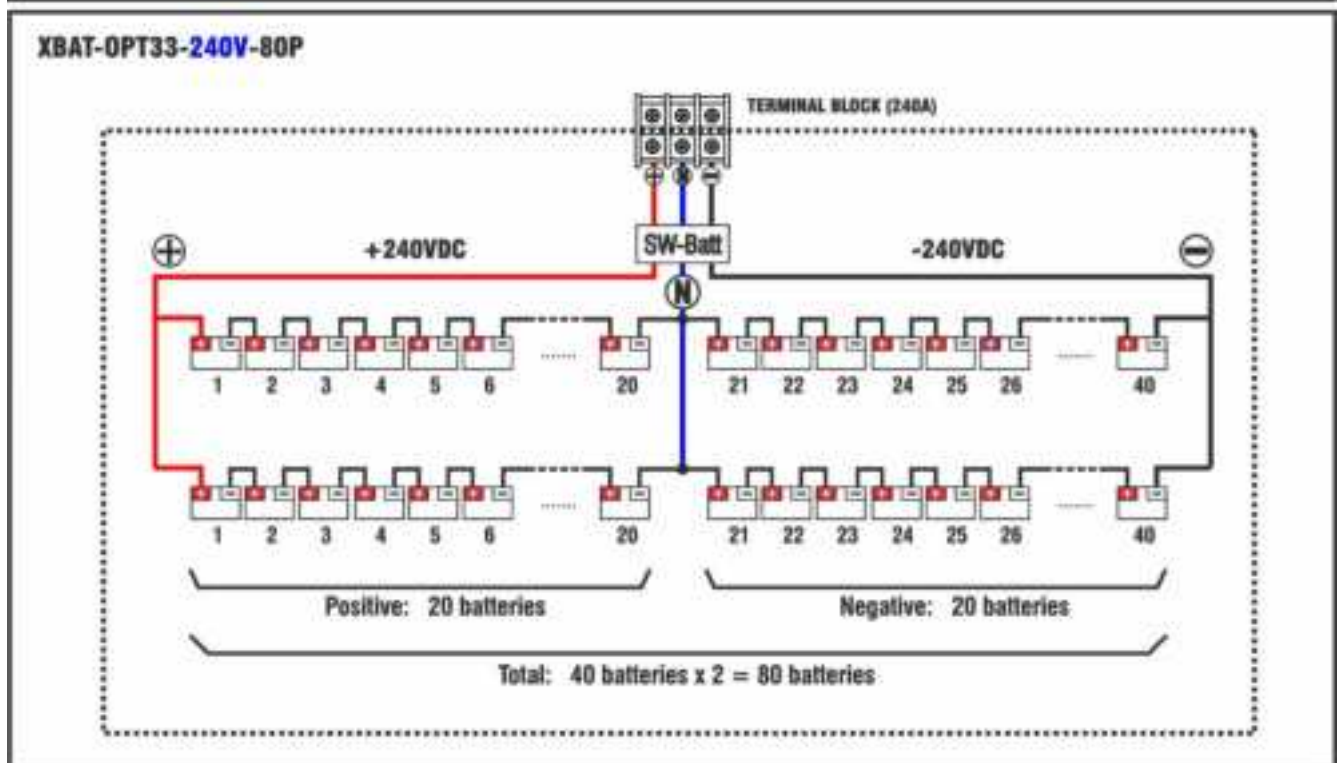 XBAT-OPT33-240V-80P
TERMINAL BLOCK (240A)
+ N −
SW-Batt
+ +240VDC -240VDC −
N
+ - + - + - + - + - + - ...... + - + - + - + - + - + - + - ...... + -
1 2 3 4 5 6 20 21 22 23 24 25 26 40
+ - + - + - + - + - + - ...... + - + - + - + - + - + - + - ...... + -
1 2 3 4 5 6 20 21 22 23 24 25 26 40
Positive: 20 batteries Negative: 20 batteries
Total: 40 batteries x 2 = 80 batteries